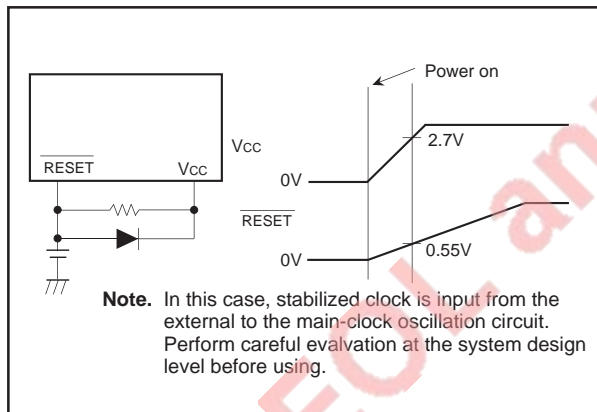 Power on
VCC
RESET
VCC
2.7V
0V
RESET
0.55V
0V
Note. In this case, stabilized clock is input from the
external to the main-clock oscillation circuit.
Perform careful evalvation at the system design
level before using.